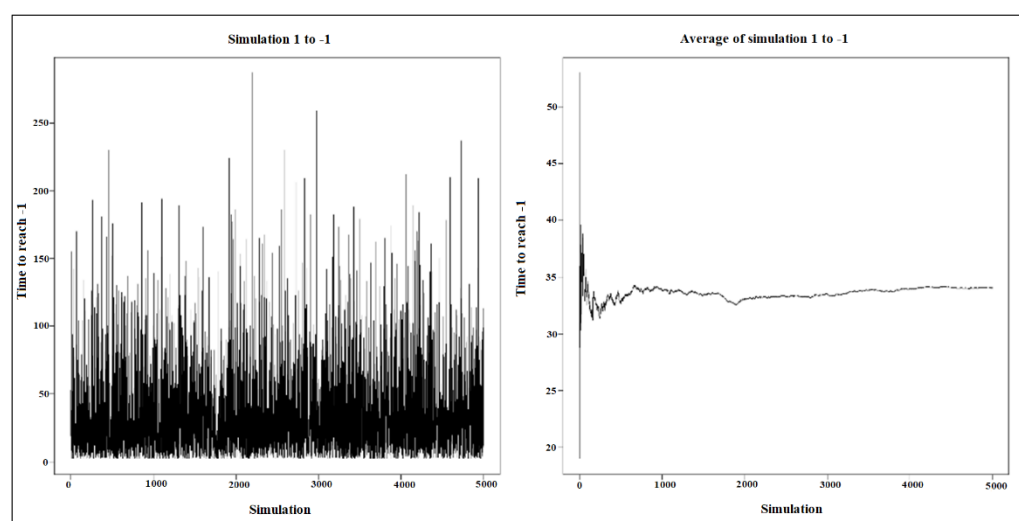 Simulation 1 to -1
Time to reach -1
250
200
150
100
50
0
0 1000 2000 3000 4000 5000
Simulation
Average of simulation 1 to -1
Time to reach -1
50
45
40
35
30
25
20
0 1000 2000 3000 4000 5000
Simulation